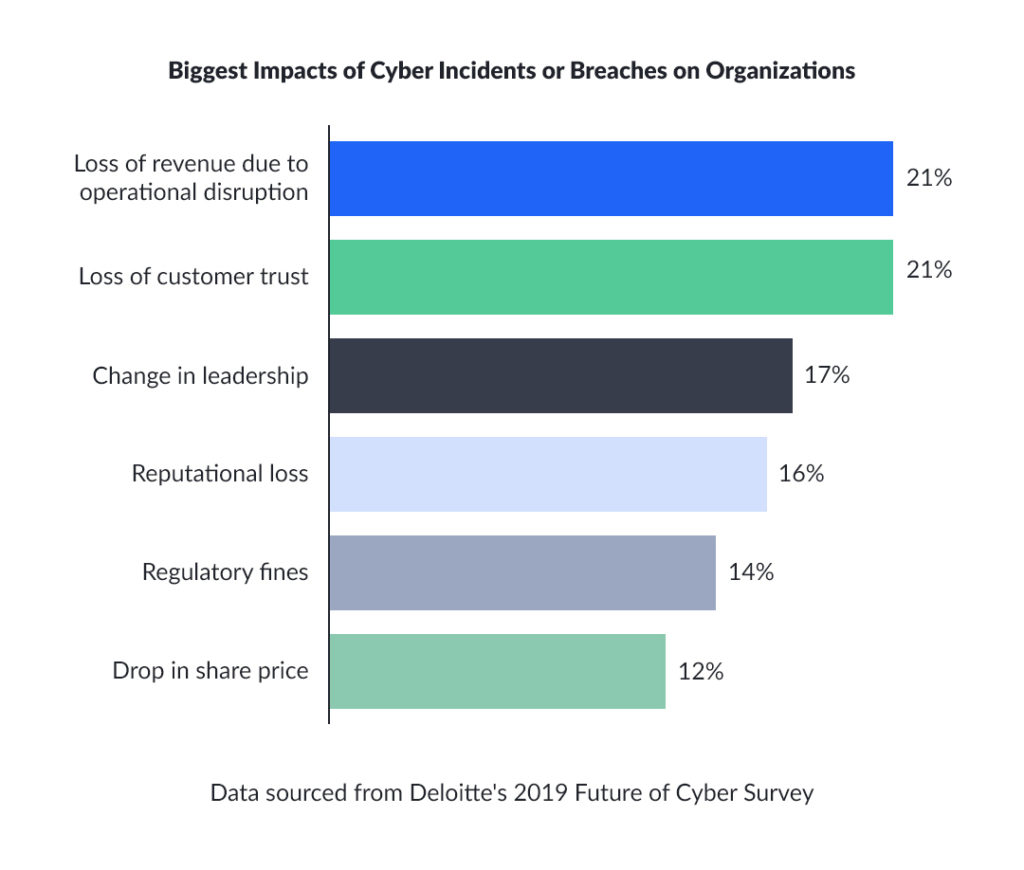 Biggest Impacts of Cyber Incidents or Breaches on Organizations
Loss of revenue due to
operational disruption
21%
Loss of customer trust
21%
Change in leadership
17%
Reputational loss
16%
Regulatory fines
14%
Drop in share price
12%
Data sourced from Deloitte's 2019 Future of Cyber Survey